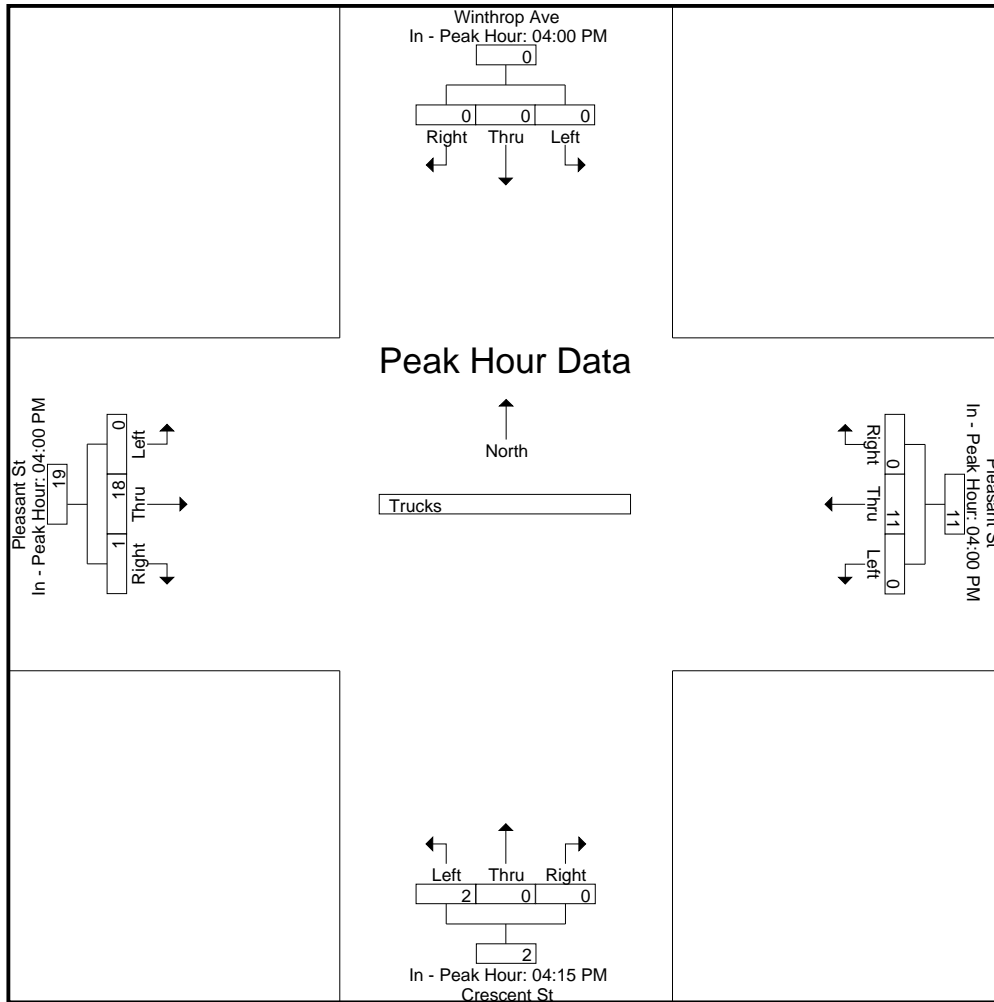 Winthrop Ave
In - Peak Hour: 04:00 PM
0
0 0 0
Right Thru Left
Peak Hour Data
North
Trucks
Pleasant St
In - Peak Hour: 04:00 PM
19
0 18 1
Left Thru Right
Pleasant St
In - Peak Hour: 04:00 PM
11
0 11 0
Right Thru Left
Left Thru Right
2 0 0
2
In - Peak Hour: 04:15 PM
Crescent St